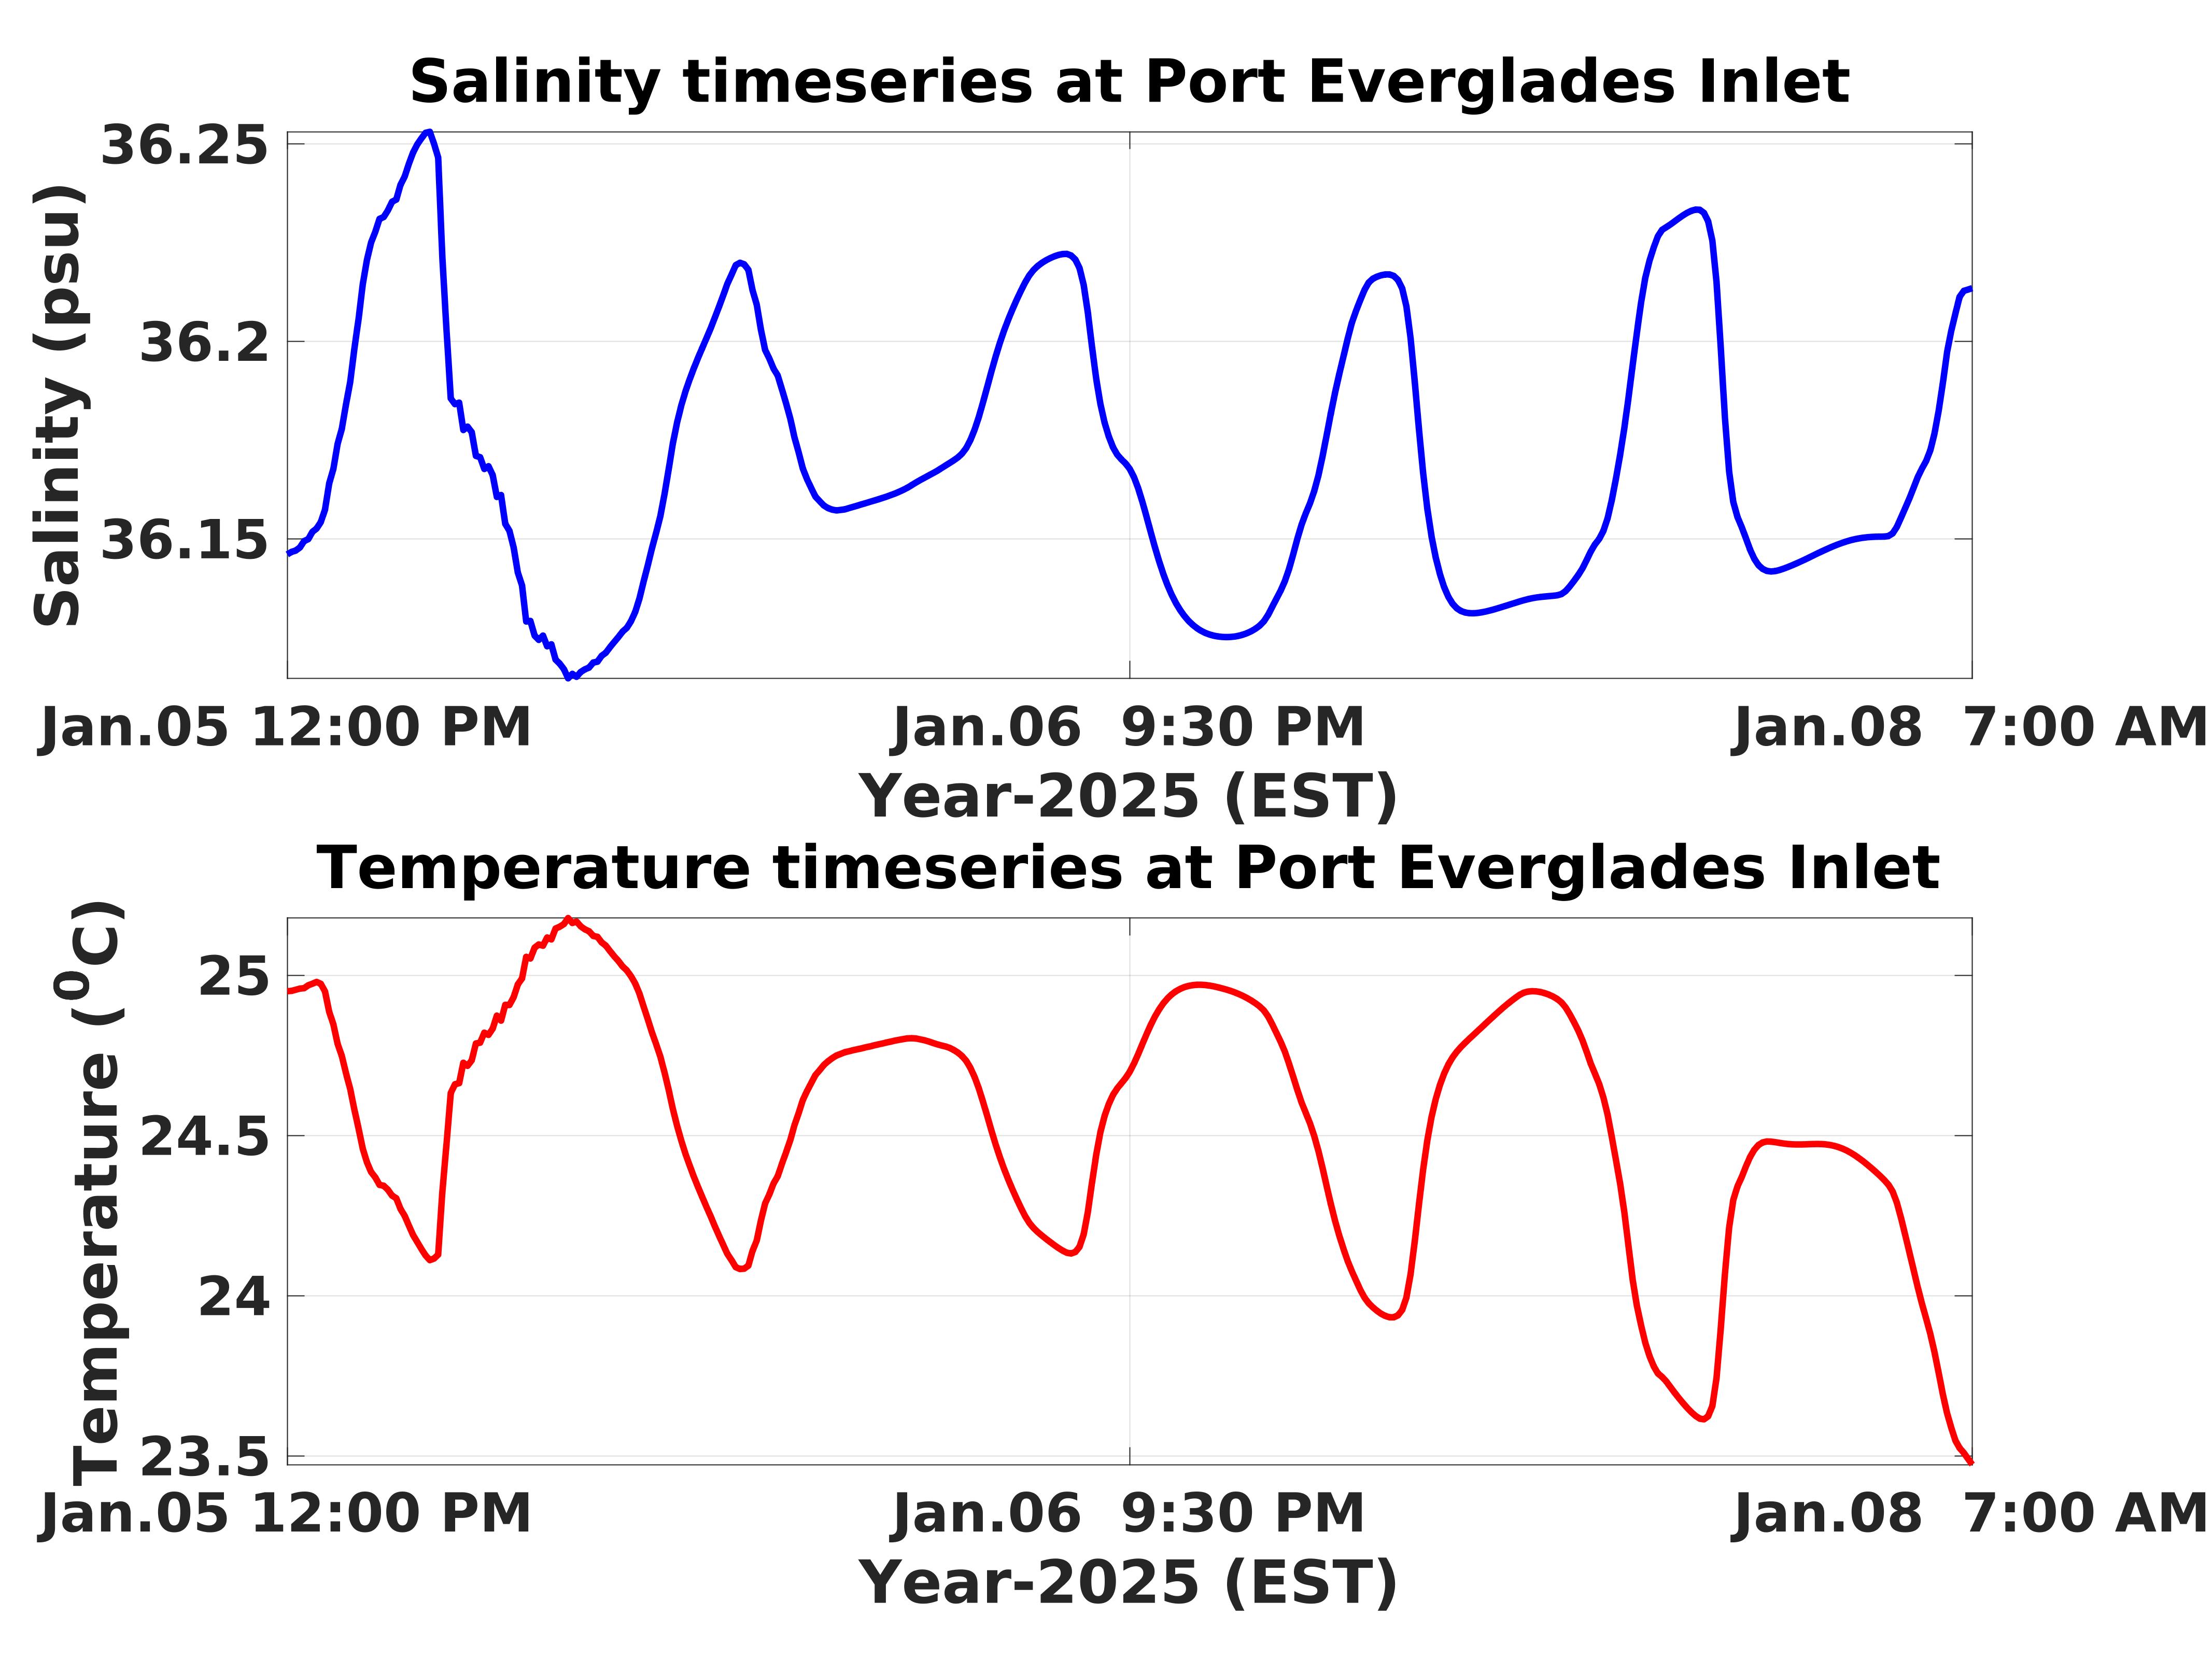 Salinity timeseries at Port Everglades Inlet
Salinity (psu)
36.25
36.2
36.15
Jan.05 12:00 PM Jan.06  9:30 PM Jan.08  7:00 AM
Year-2025 (EST)
Temperature timeseries at Port Everglades Inlet
Temperature (⁰C)
25
24.5
24
23.5
Jan.05 12:00 PM Jan.06  9:30 PM Jan.08  7:00 AM
Year-2025 (EST)